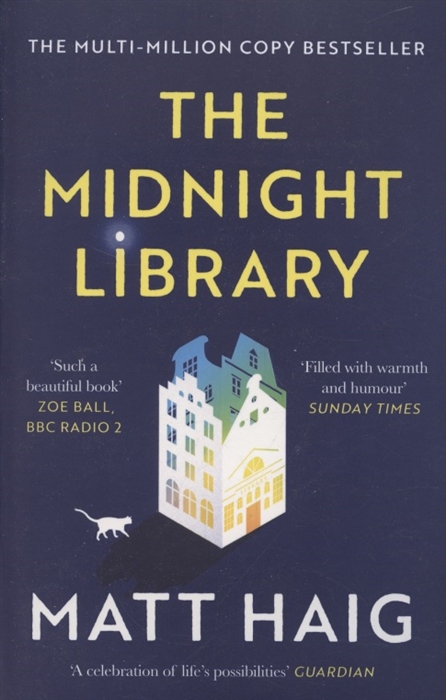 THE MULTI-MILLION COPY BESTSELLER
THE
MIDNIGHT
LIBRARY
‘Such a
beautiful book’
ZOE BALL,
BBC RADIO 2
‘Filled with warmth
and humour’
SUNDAY TIMES
MATT HAIG
‘A celebration of life’s possibilities’ GUARDIAN